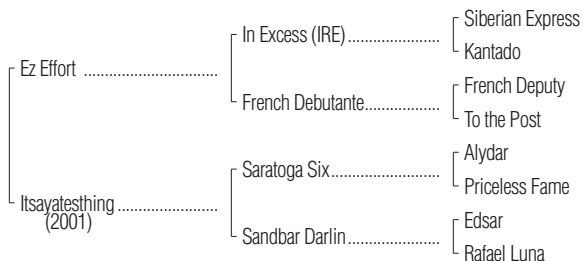 Siberian Express
In Excess (IRE)
Kantado
Ez Effort
French Deputy
French Debutante
To the Post
Alydar
Saratoga Six
Priceless Fame
Itsayatesthing
(2001)
Edsar
Sandbar Darlin
Rafael Luna